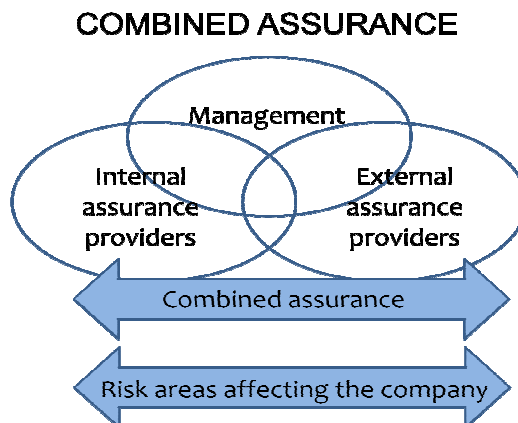 COMBINED ASSURANCE
Management
Internal
assurance
providers
External
assurance
providers
Combined assurance
Risk areas affecting the company